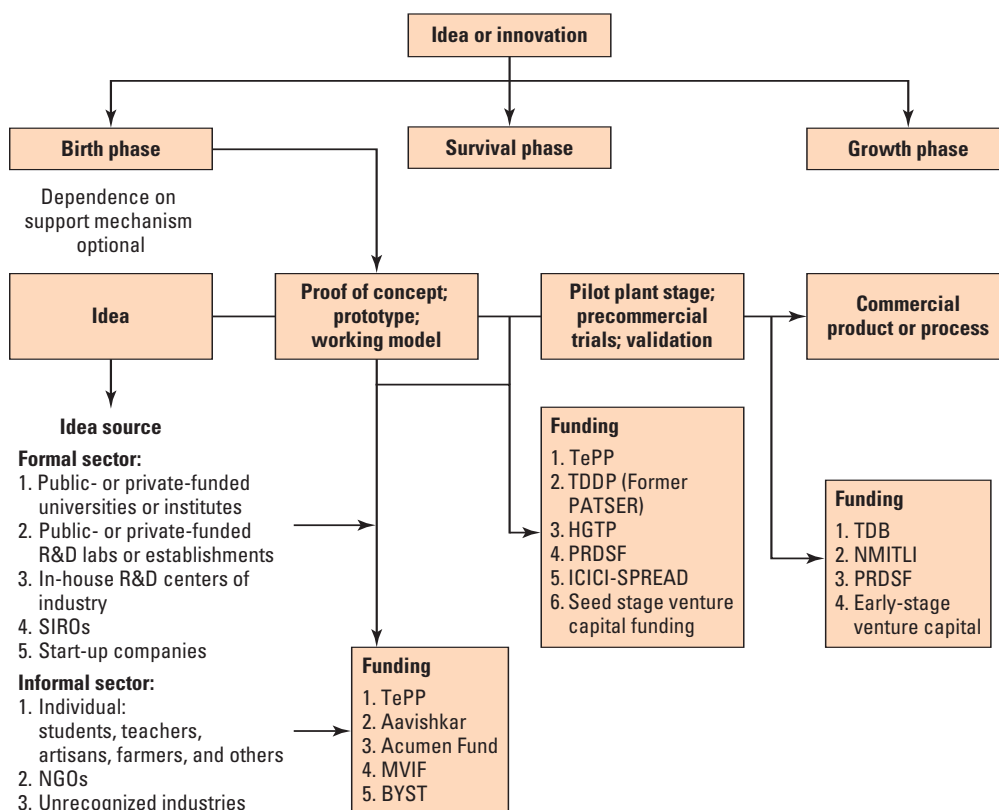 Idea or innovation
Birth phase
Survival phase
Growth phase
Dependence on
support mechanism
optional
Idea
Proof of concept;
prototype;
working model
Pilot plant stage;
precommercial
trials; validation
Commercial
product or process
Idea source
Formal sector:
1. Public- or private-funded
universities or institutes
2. Public- or private-funded
R&D labs or establishments
3. In-house R&D centers of
industry
4. SIROs
5. Start-up companies
Informal sector:
1. Individual:
students, teachers,
artisans, farmers, and others
2. NGOs
3. Unrecognized industries
Funding
1. TePP
2. Aavishkar
3. Acumen Fund
4. MVIF
5. BYST
Funding
1. TePP
2. TDDP (Former
PATSER)
3. HGTP
4. PRDSF
5. ICICI-SPREAD
6. Seed stage venture
capital funding
Funding
1. TDB
2. NMITLI
3. PRDSF
4. Early-stage
venture capital